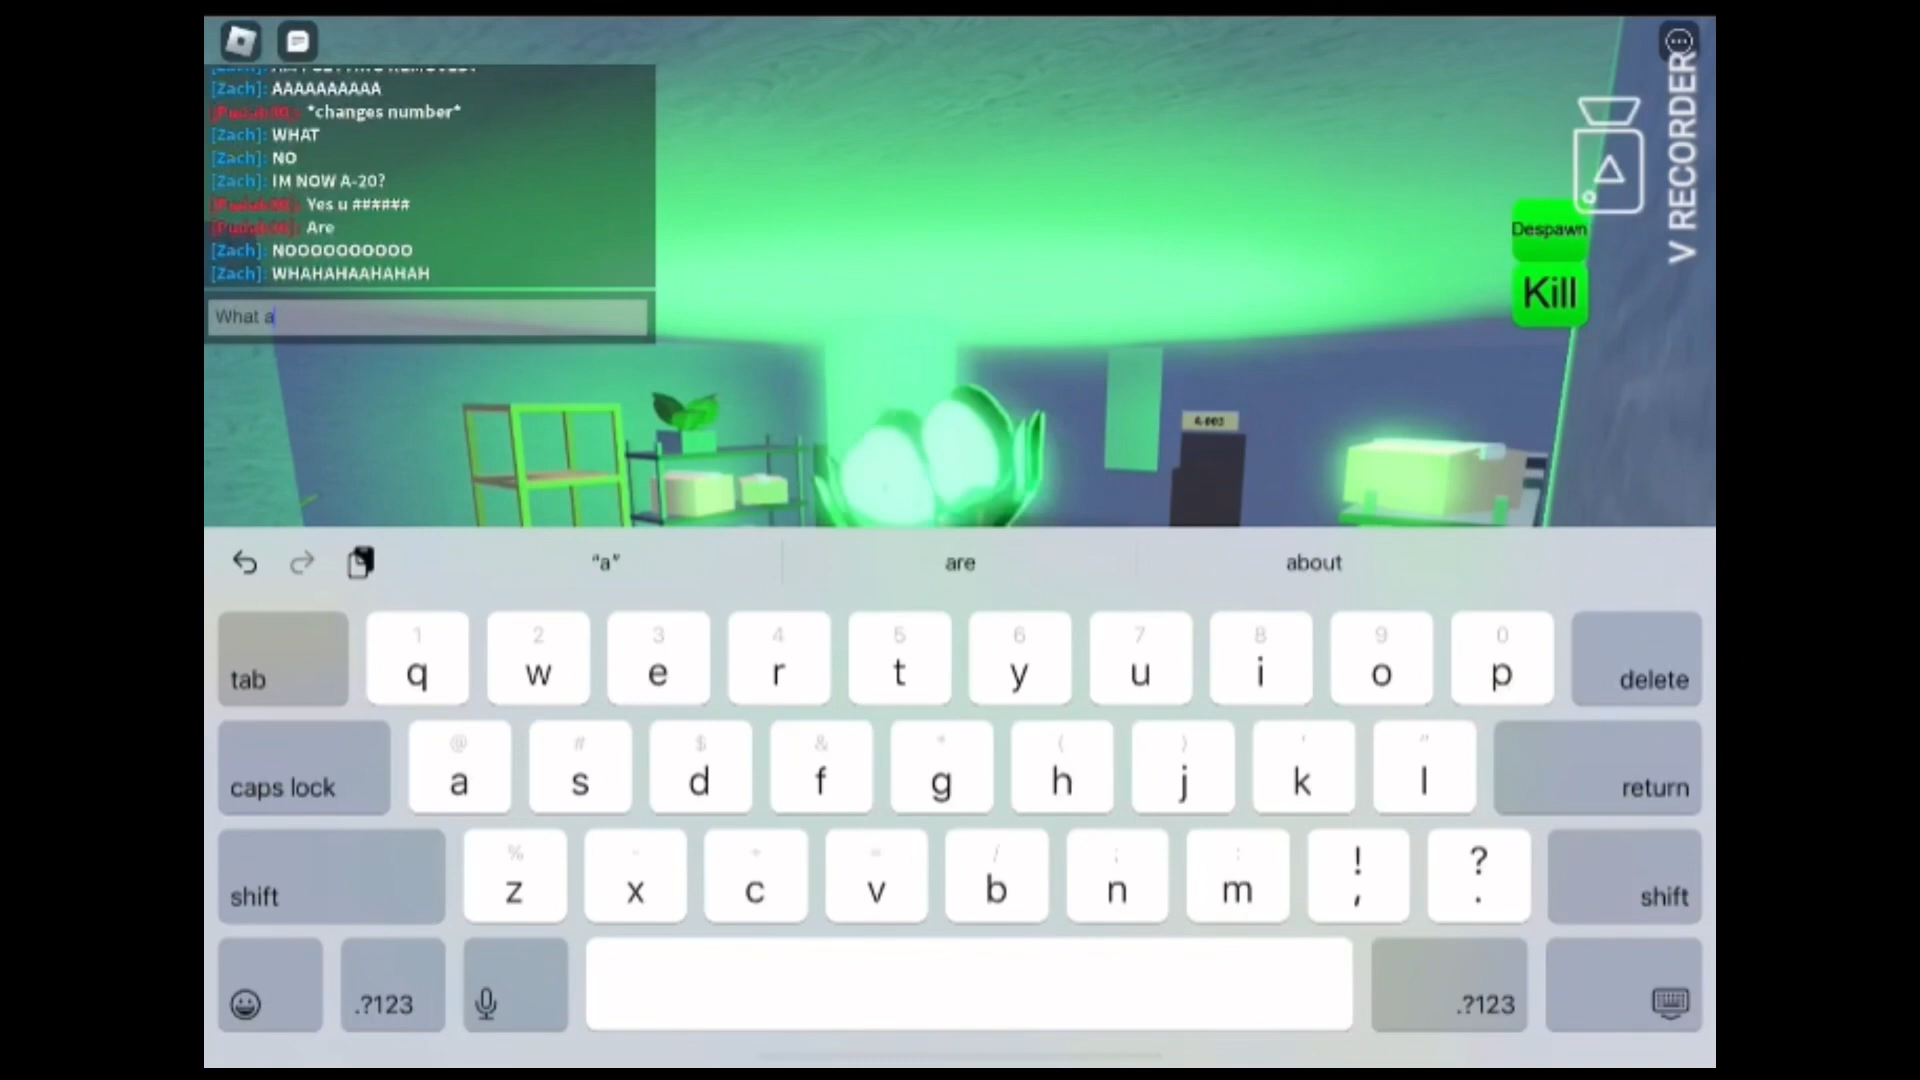 [Zach]: AAAAAAAAAA
*changes number*
[Zach]: WHAT
[Zach]: NO
[Zach]: IM NOW A-20?
Yes u ######
Are
[Zach]: NOOOOOOOOOO
[Zach]: WHAHAHAAHAHAH
What a
V RECORDER
Despawn
Kill
A-003
“a” are about
1 2 3 4 5 6 7 8 9 0
tab q w e r t y u i o p delete
@ # $ & * ( ) ' "
caps lock a s d f g h j k l return
% - + = / ; : ! ?
shift z x c v b n m , . shift
.?123 .?123